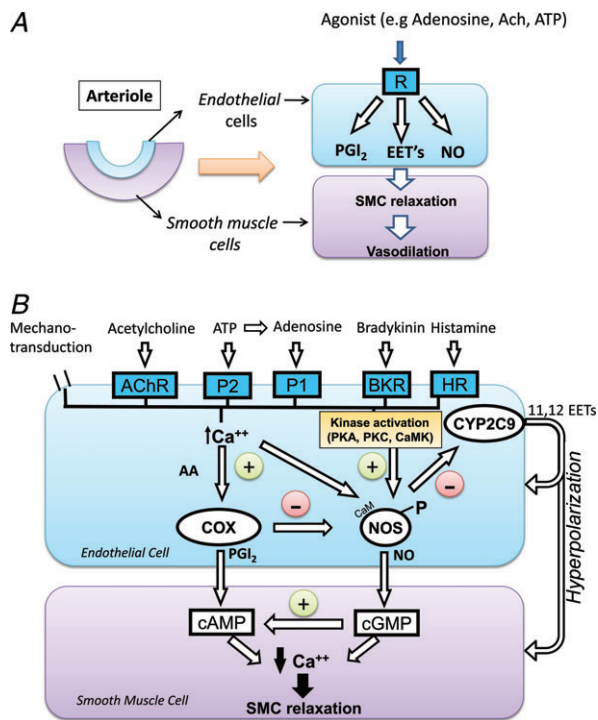 A
Agonist (e.g Adenosine, Ach, ATP)
R
Arteriole
Endothelial
cells
PGI₂ EET's NO
SMC relaxation
Smooth muscle
cells
Vasodilation
B
Mechano-
transduction
Acetylcholine ATP Adenosine Bradykinin Histamine
AChR P2 P1 BKR HR
11,12 EETs
CYP2C9
Kinase activation
(PKA, PKC, CaMK)
↑Ca⁺⁺
AA + + −
−
CaM P
COX NOS
Endothelial Cell PGI₂ NO
Hyperpolarization
+
cAMP cGMP
Ca⁺⁺
Smooth Muscle Cell SMC relaxation